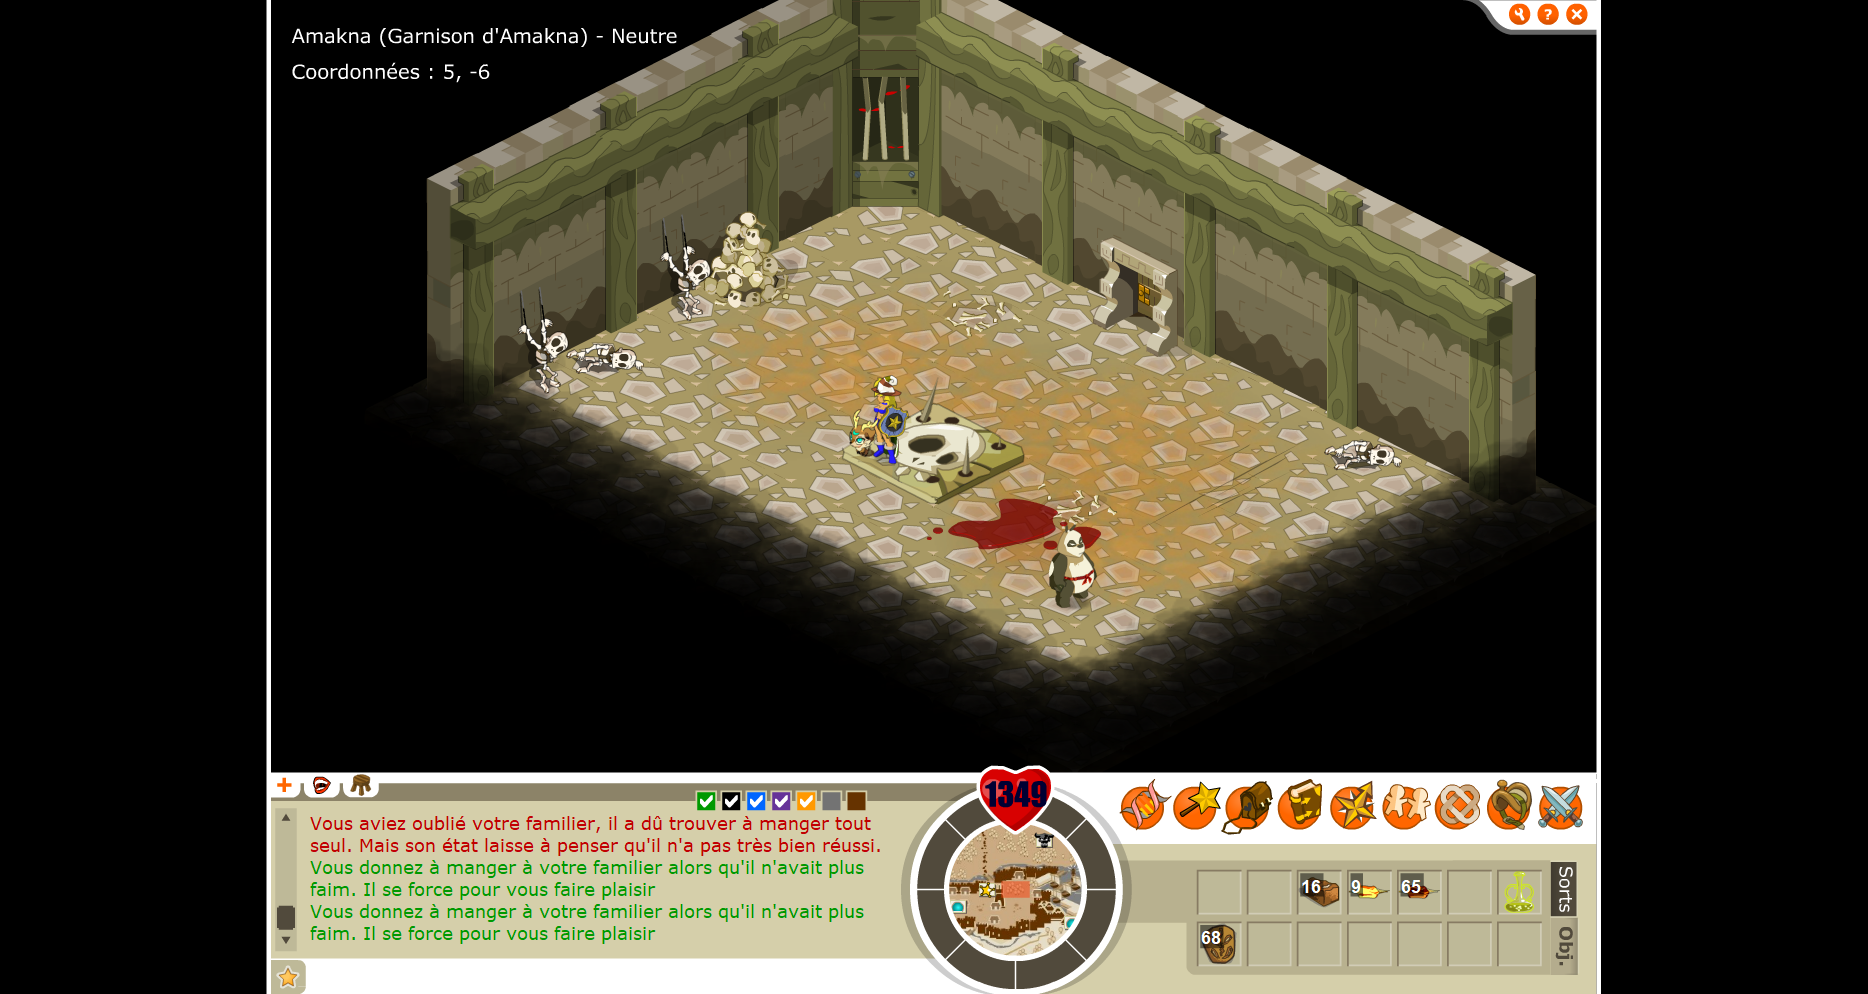 Amakna (Garnison d'Amakna) - Neutre
Coordonnées : 5, -6
?
1349
Vous aviez oublié votre familier, il a dû trouver à manger tout
seul. Mais son état laisse à penser qu'il n'a pas très bien réussi.
Vous donnez à manger à votre familier alors qu'il n'avait plus
faim. Il se force pour vous faire plaisir
Vous donnez à manger à votre familier alors qu'il n'avait plus
faim. Il se force pour vous faire plaisir
16 9 65
Sorts
68
Obj.